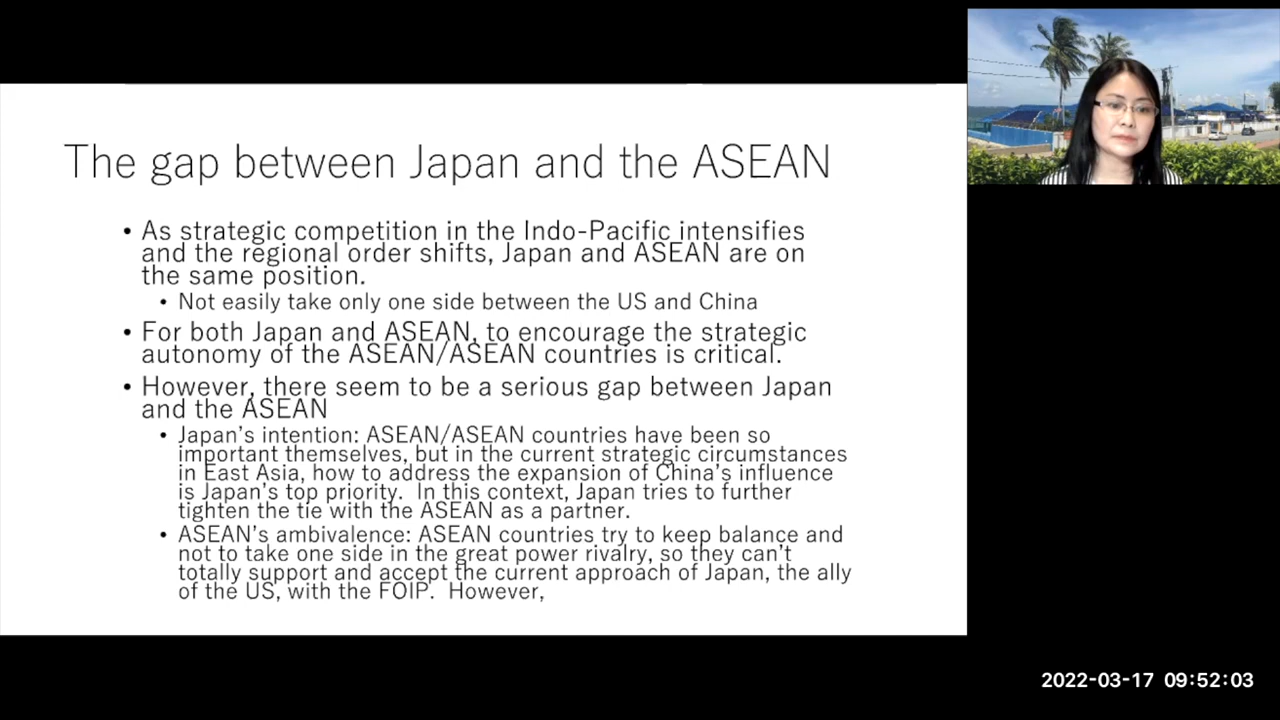 The gap between Japan and the ASEAN
• As strategic competition in the Indo-Pacific intensifies
and the regional order shifts, Japan and ASEAN are on
the same position.
• Not easily take only one side between the US and China
• For both Japan and ASEAN, to encourage the strategic
autonomy of the ASEAN/ASEAN countries is critical.
• However, there seem to be a serious gap between Japan
and the ASEAN
• Japan's intention: ASEAN/ASEAN countries have been so
important themselves, but in the current strategic circumstances
in East Asia, how to address the expansion of China's influence
is Japan's top priority.  In this context, Japan tries to further
tighten the tie with the ASEAN as a partner.
• ASEAN's ambivalence: ASEAN countries try to keep balance and
not to take one side in the great power rivalry, so they can't
totally support and accept the current approach of Japan, the ally
of the US, with the FOIP.  However,
2022-03-17 09:52:03